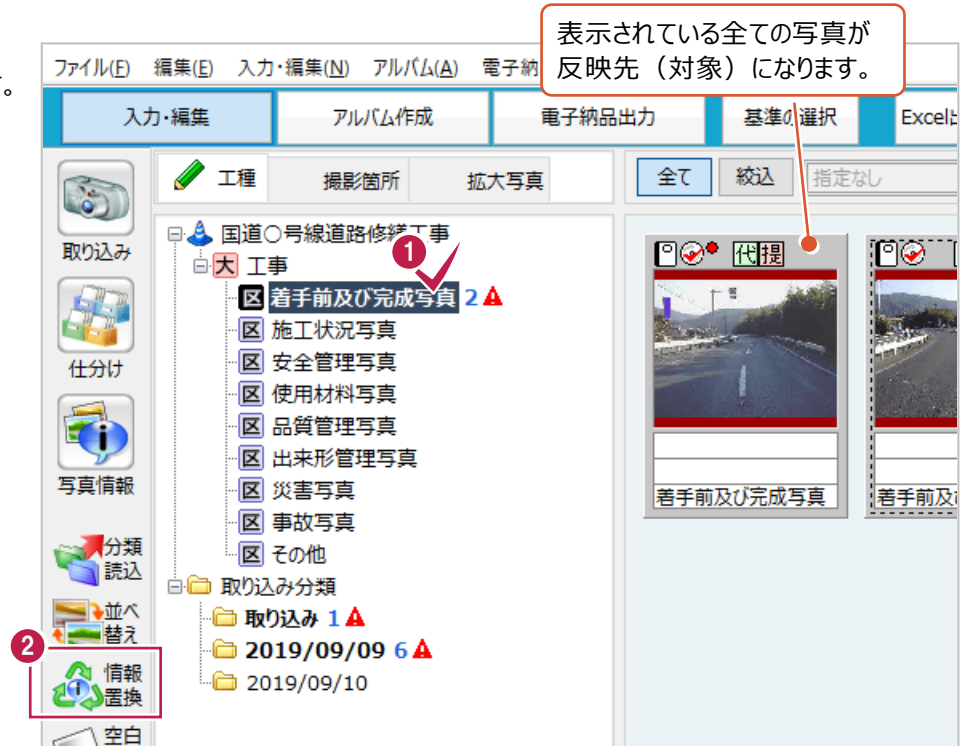 表示されている全ての写真が
反映先（対象）になります。
。
ファイル(F) 編集(E) 入力・編集(N) アルバム(A) 電子納
入力・編集 アルバム作成 電子納品出力 基準の選択 Excel
工種 撮影箇所 拡大写真 全て 絞込 指定なし
取り込み
仕分け
写真情報
分類
読込
並べ
替え
2
情報
置換
空白
国道○号線道路修繕工事
1
大 工事
区 着手前及び完成写真 2
区 施工状況写真
区 安全管理写真
区 使用材料写真
区 品質管理写真
区 出来形管理写真
区 災害写真
区 事故写真
区 その他
取り込み分類
取り込み 1
2019/09/09 6
2019/09/10
代 提
着手前及び完成写真
着手前及